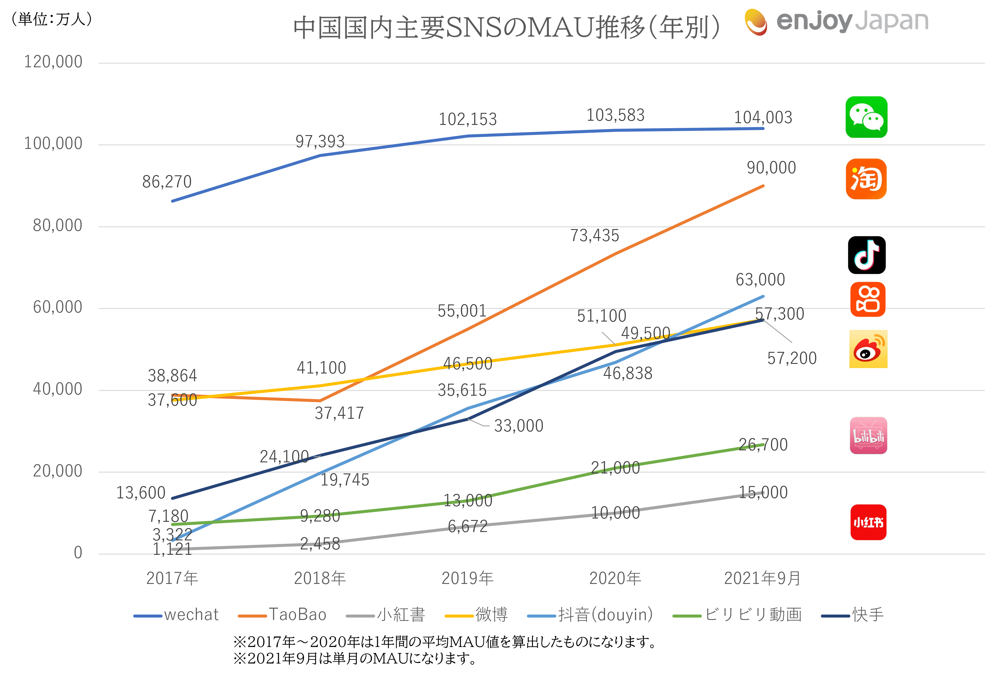 （単位：万人）
中国国内主要SNSのMAU推移（年別）
enjoyJapan
120,000
100,000
80,000
60,000
40,000
20,000
0
86,270
97,393
102,153
103,583
104,003
90,000
73,435
55,001
51,100
63,000
57,300
49,500
57,200
46,838
38,864
37,600
41,100
37,417
46,500
35,615
33,000
24,100
19,745
13,600
7,180
3,322
1,121
9,280
2,458
13,000
6,672
21,000
10,000
26,700
15,000
淘
bilibili
小红书
2017年
2018年
2019年
2020年
2021年9月
wechat
TaoBao
小紅書
微博
抖音(douyin)
ビリビリ動画
快手
※2017年～2020年は1年間の平均MAU値を算出したものになります。
※2021年9月は単月のMAUになります。